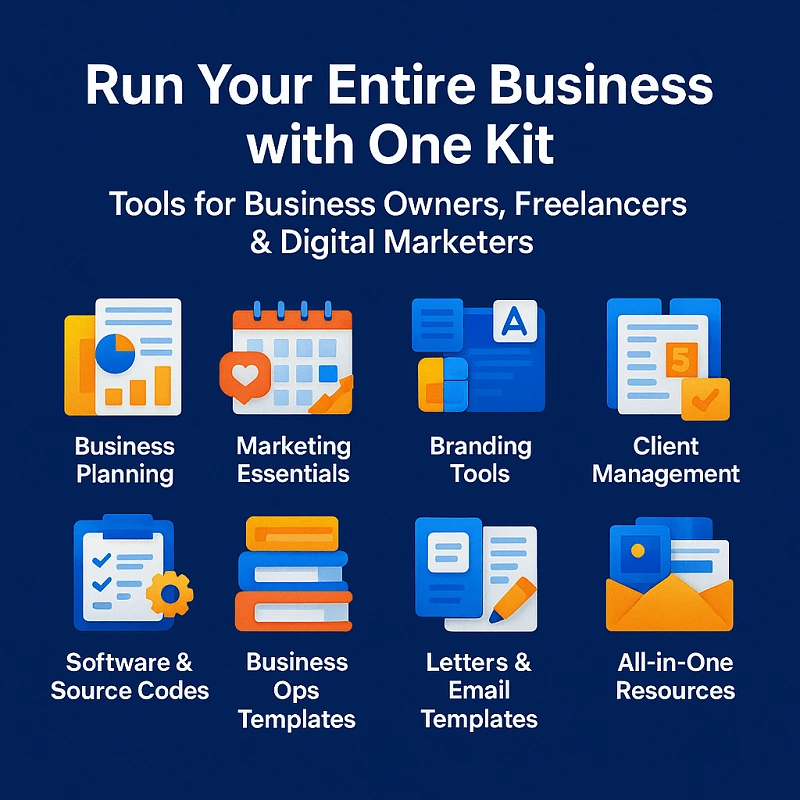 Run Your Entire Business
with One Kit
Tools for Business Owners, Freelancers
& Digital Marketers
A
5
Business
Planning
Marketing
Essentials
Branding
Tools
Client
Management
Software &
Source Codes
Business
Ops
Templates
Letters &
Email
Templates
All-in-One
Resources